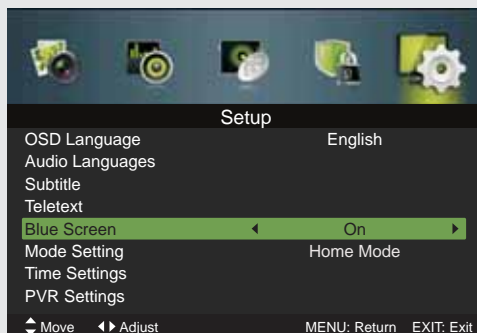 Setup
OSD Language English
Audio Languages
Subtitle
Teletext
Blue Screen On
Mode Setting Home Mode
Time Settings
PVR Settings
Move Adjust MENU: Return EXIT: Exit